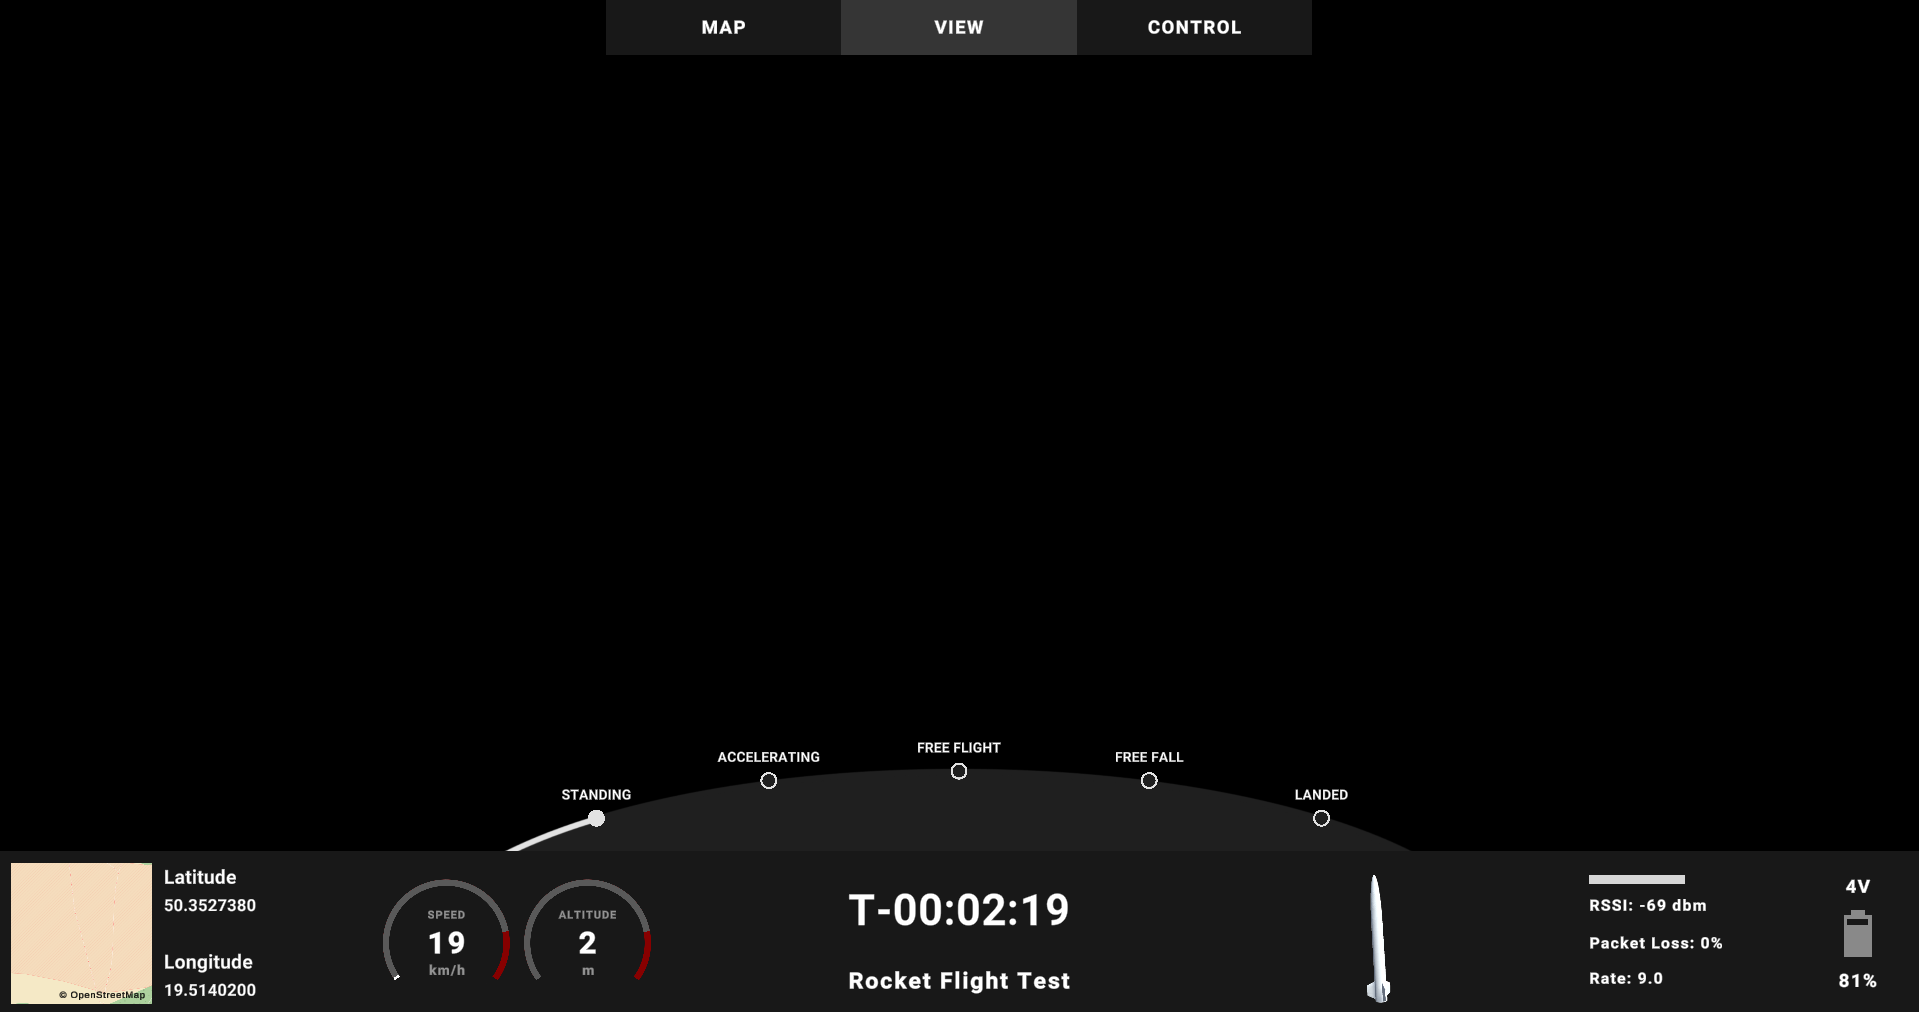 MAP
VIEW
CONTROL
FREE FLIGHT
ACCELERATING
FREE FALL
STANDING
LANDED
Latitude
50.3527380
Longitude
19.5140200
© OpenStreetMap
SPEED
19
km/h
ALTITUDE
2
m
T-00:02:19
Rocket Flight Test
RSSI: -69 dbm
Packet Loss: 0%
Rate: 9.0
4V
81%